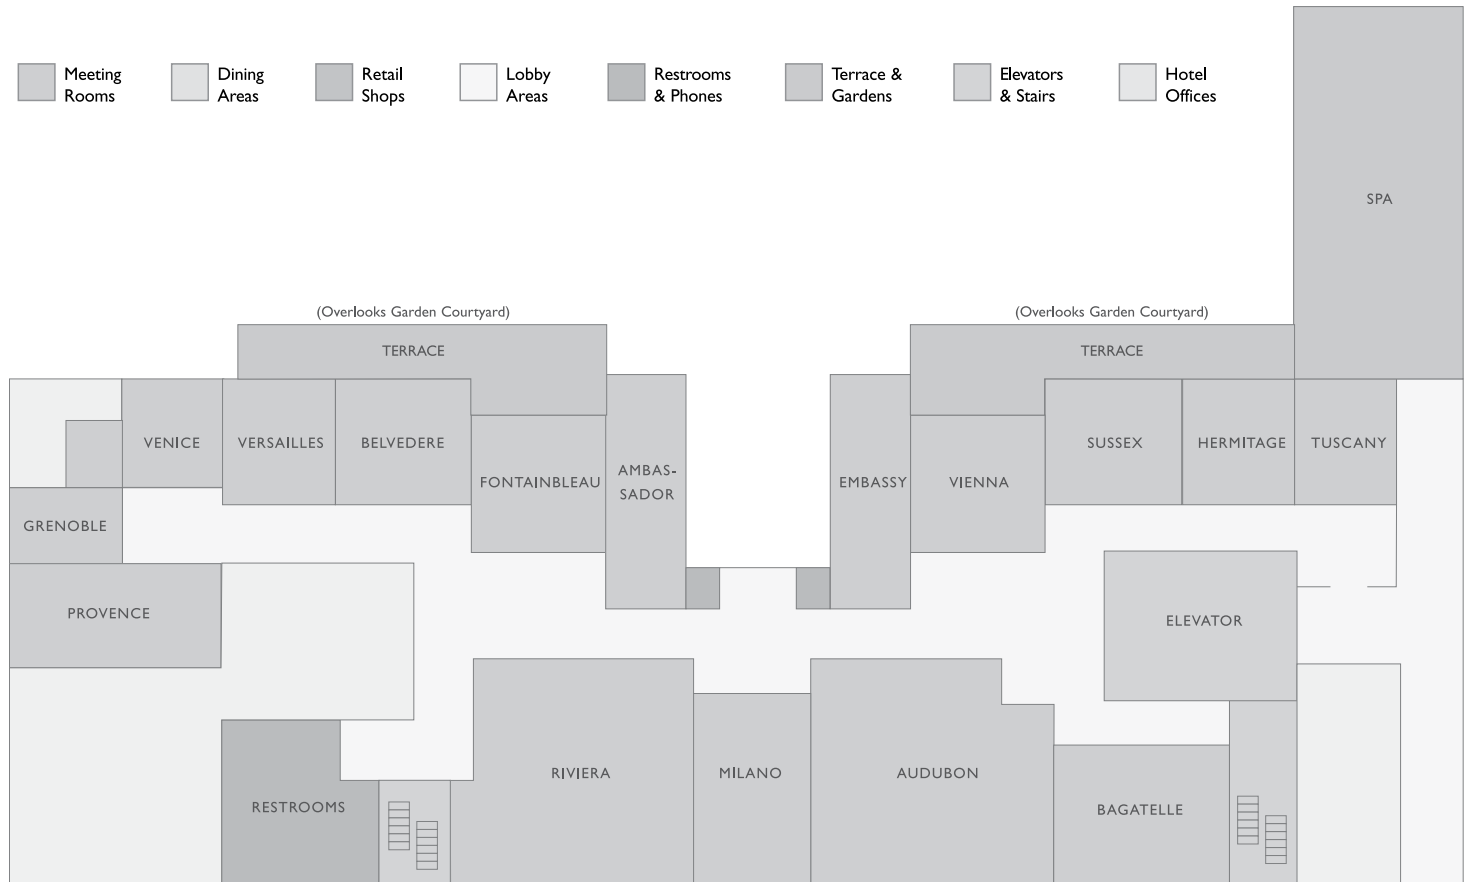 Meeting
Rooms
Dining
Areas
Retail
Shops
Lobby
Areas
Restrooms
& Phones
Terrace &
Gardens
Elevators
& Stairs
Hotel
Offices
SPA
(Overlooks Garden Courtyard)
(Overlooks Garden Courtyard)
TERRACE
TERRACE
VENICE
VERSAILLES
BELVEDERE
FONTAINBLEAU
AMBAS-
SADOR
EMBASSY
VIENNA
SUSSEX
HERMITAGE
TUSCANY
GRENOBLE
PROVENCE
ELEVATOR
RESTROOMS
RIVIERA
MILANO
AUDUBON
BAGATELLE